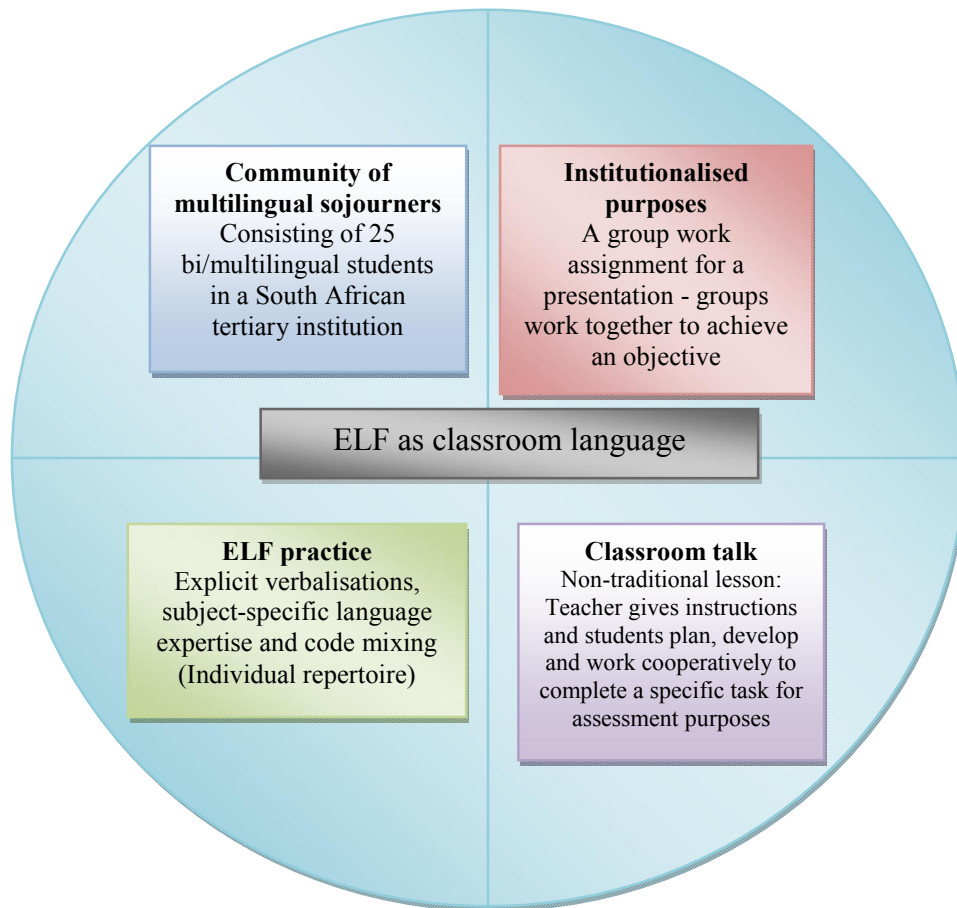 Community of
multilingual sojourners
Consisting of 25
bi/multilingual students
in a South African
tertiary institution
Institutionalised
purposes
A group work
assignment for a
presentation - groups
work together to achieve
an objective
ELF as classroom language
ELF practice
Explicit verbalisations,
subject-specific language
expertise and code mixing
(Individual repertoire)
Classroom talk
Non-traditional lesson:
Teacher gives instructions
and students plan, develop
and work cooperatively to
complete a specific task for
assessment purposes